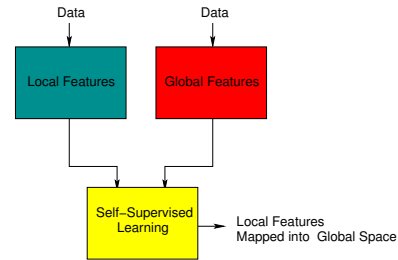 Data
Data
Local Features
Global Features
Self-Supervised
Learning
Local Features
Mapped into Global Space